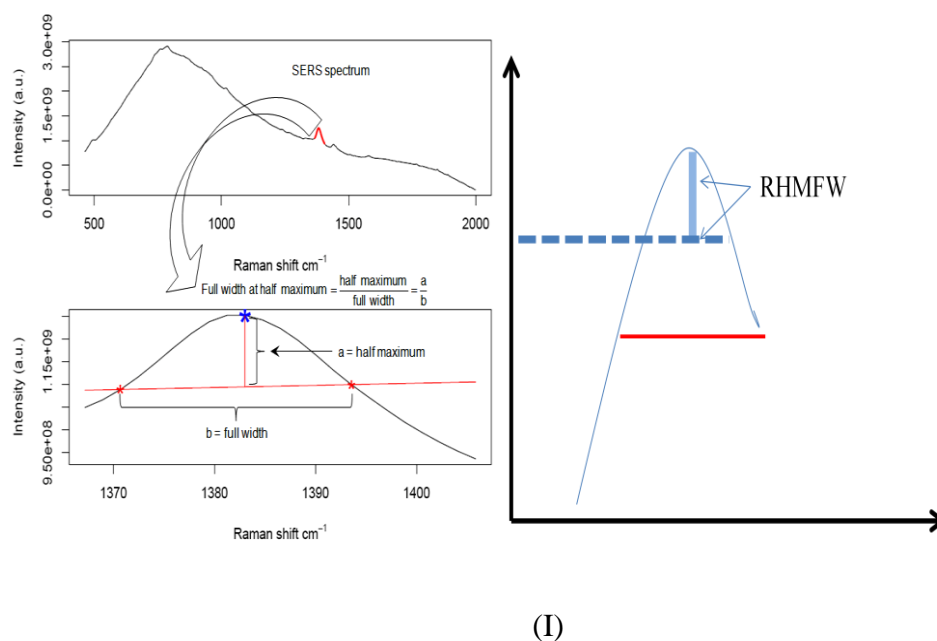 SERS spectrum
Intensity (a.u.)
0.0e+00 1.5e+09 3.0e+09
500 1000 1500 2000
Raman shift cm⁻¹
Full width at half maximum = half maximum / full width = a / b
Intensity (a.u.)
9.50e+08 1.15e+09
a = half maximum
b = full width
1370 1380 1390 1400
Raman shift cm⁻¹
RHMFW
(I)